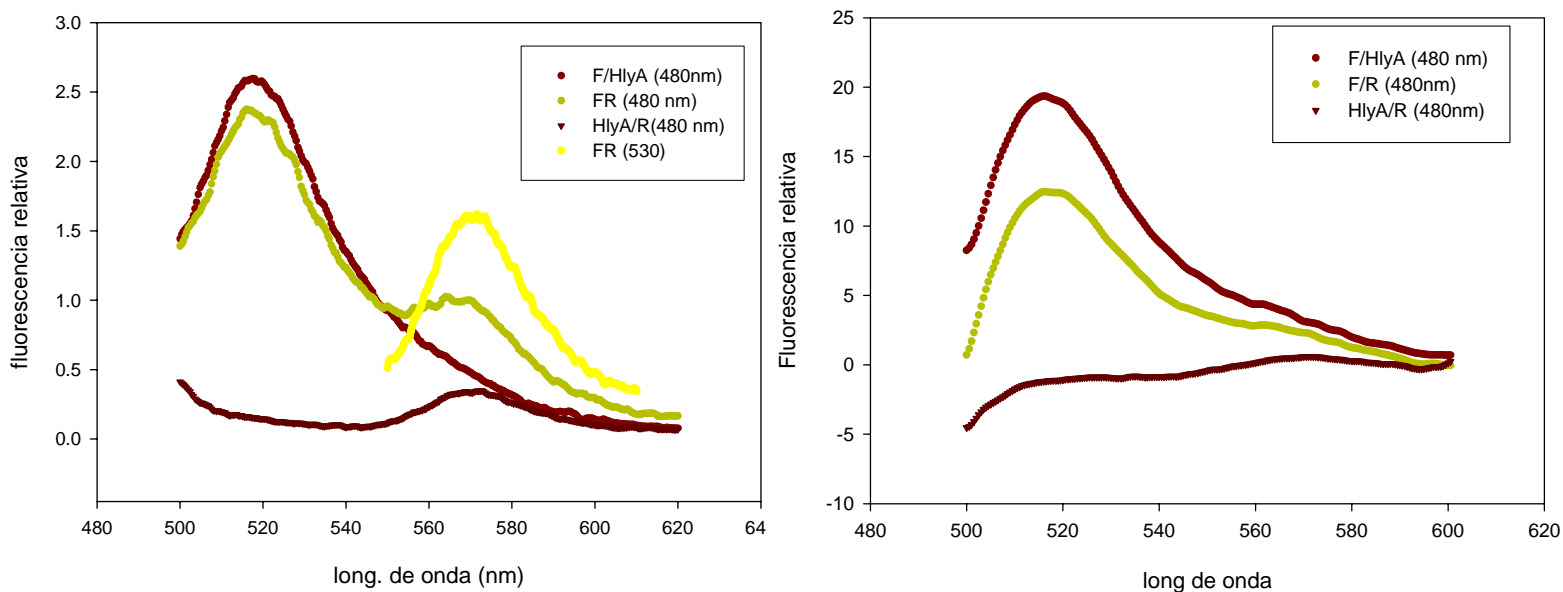 3.0
2.5
2.0
1.5
1.0
0.5
0.0
fluorescencia relativa
F/HlyA (480nm)
FR (480 nm)
HlyA/R(480 nm)
FR (530)
480 500 520 540 560 580 600 620 64
long. de onda (nm)
25
20
15
10
5
0
-5
-10
Fluorescencia relativa
F/HlyA (480 nm)
F/R (480nm)
HlyA/R (480nm)
480 500 520 540 560 580 600 620
long de onda